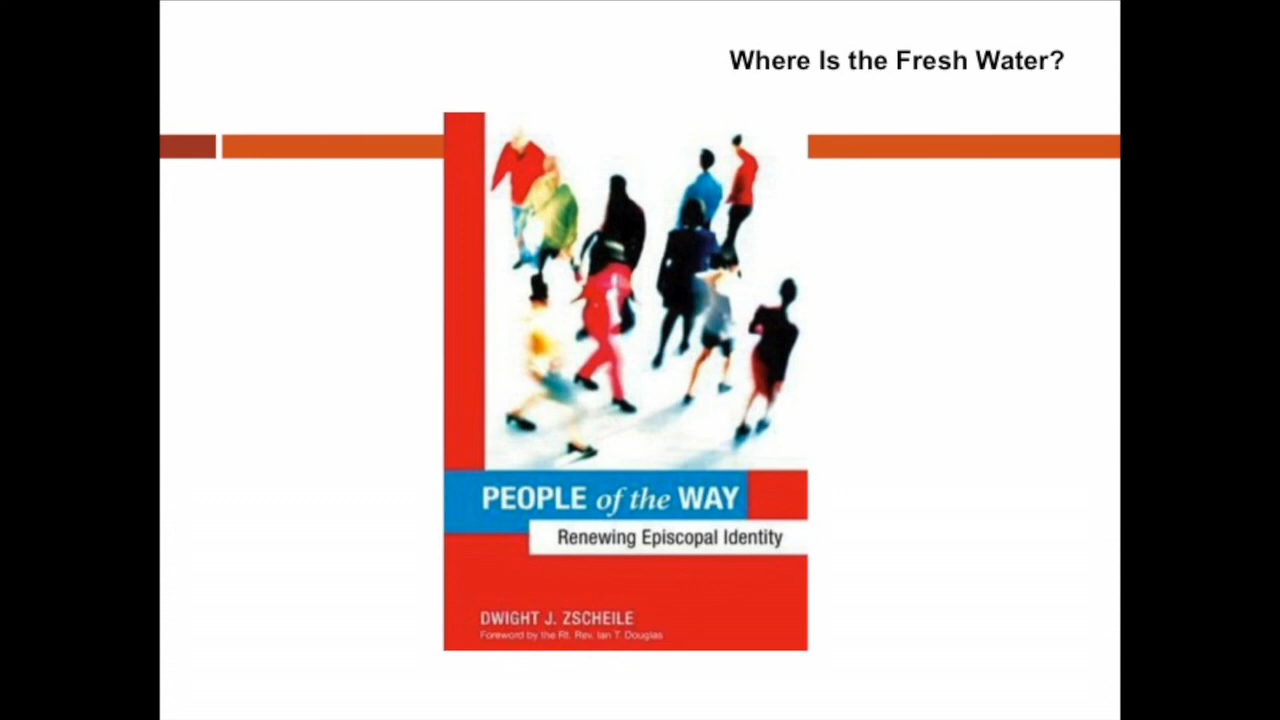 Where Is the Fresh Water?
PEOPLE of the WAY
Renewing Episcopal Identity
DWIGHT J. ZSCHEILE
Foreword by the Rt. Rev. Ian T. Douglas